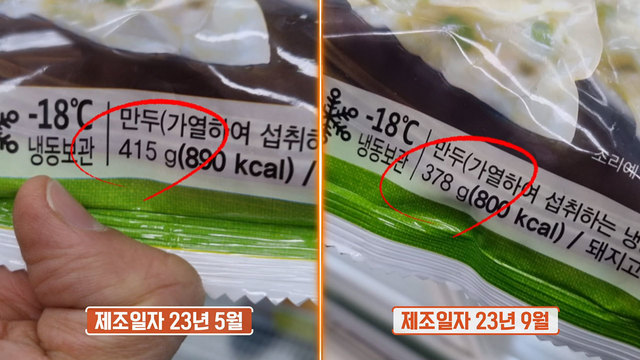 -18℃
냉동보관
만두(가열하여 섭취하
415 g(890 kcal) /
제조일자 23년 5월
-18℃
냉동보관
만두(가열하여 섭취하는 냉
378 g(800 kcal) / 돼지고
조리예
제조일자 23년 9월